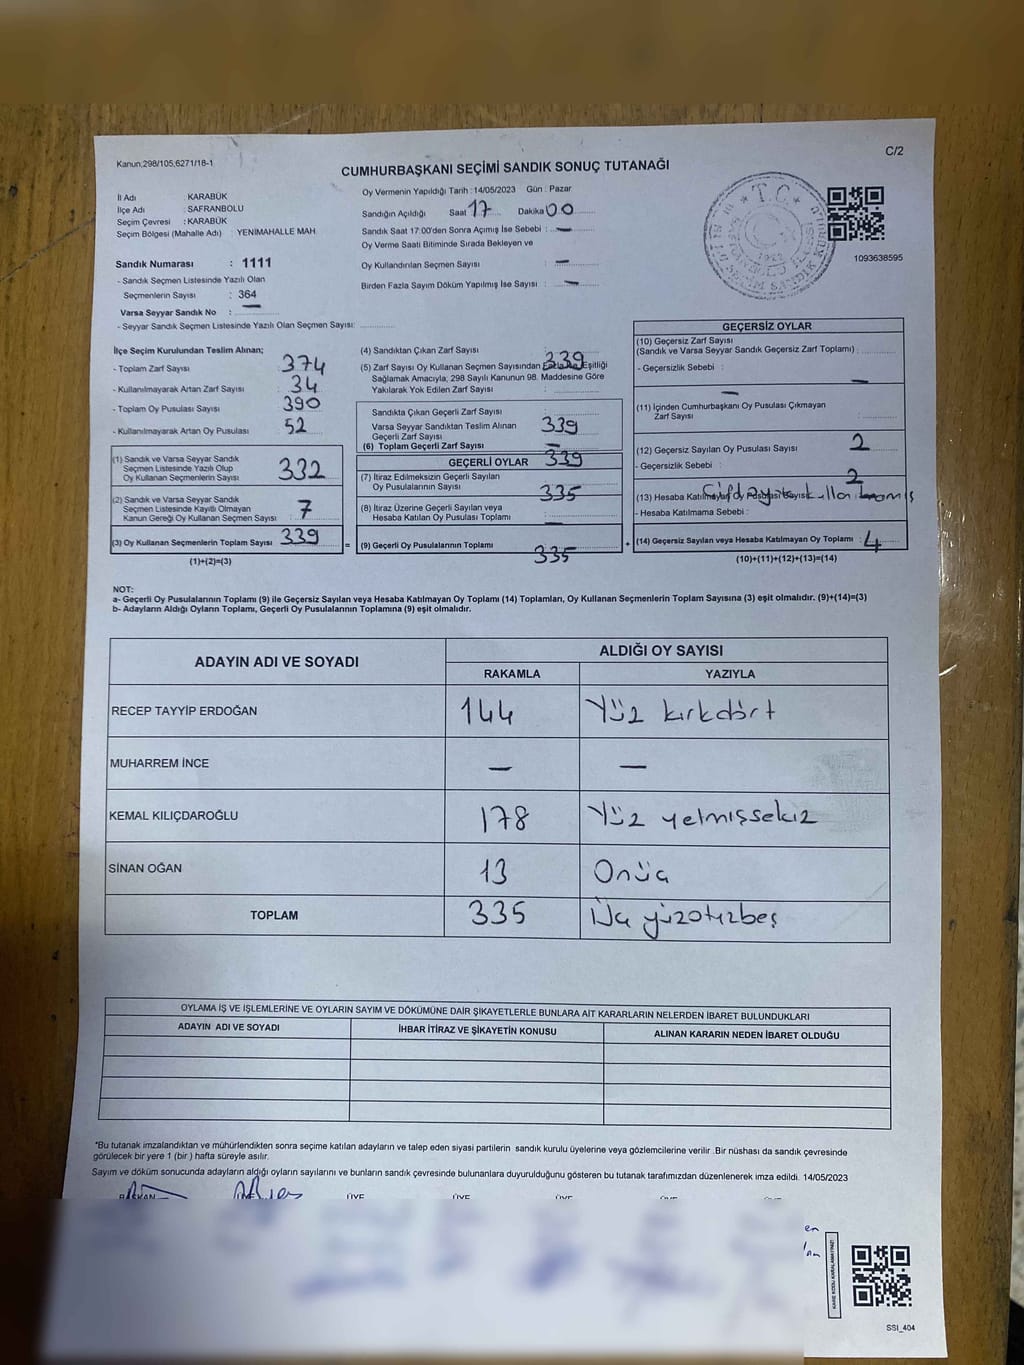 Kanun;298/105,6271/18-1
C/2
CUMHURBAŞKANI SEÇİMİ SANDIK SONUÇ TUTANAĞI
İl Adı : KARABÜK
İlçe Adı : SAFRANBOLU
Seçim Çevresi : KARABÜK
Seçim Bölgesi (Mahalle Adı) : YENİMAHALLE MAH.
Sandık Numarası : 1111
- Sandık Seçmen Listesinde Yazılı Olan
Seçmenlerin Sayısı : 364
Varsa Seyyar Sandık No : —
- Seyyar Sandık Seçmen Listesinde Yazılı Olan Seçmen Sayısı:
Oy Vermenin Yapıldığı Tarih : 14/05/2023 Gün : Pazar
Sandığın Açıldığı Saat 17 Dakika 00
Sandık Saat 17:00'den Sonra Açımış İse Sebebi : —
Oy Verme Saati Bitiminde Sırada Bekleyen ve
Oy Kullandırılan Seçmen Sayısı : —
Birden Fazla Sayım Döküm Yapılmış İse Sayısı : —
T.C.
1093638595
İlçe Seçim Kurulundan Teslim Alınan;
- Toplam Zarf Sayısı : 374
- Kullanılmayarak Artan Zarf Sayısı : 34
- Toplam Oy Pusulası Sayısı : 390
- Kullanılmayarak Artan Oy Pusulası : 52
(1) Sandık ve Varsa Seyyar Sandık
Seçmen Listesinde Yazılı Olup
Oy Kullanan Seçmenlerin Sayısı : 332
(2) Sandık ve Varsa Seyyar Sandık
Seçmen Listesinde Kayıtlı Olmayan
Kanun Gereği Oy Kullanan Seçmen Sayısı : 7
(3) Oy Kullanan Seçmenlerin Toplam Sayısı : 339
(1)+(2)=(3)
(4) Sandıktan Çıkan Zarf Sayısı : 339
(5) Zarf Sayısı Oy Kullanan Seçmen Sayısından Fazla ise Eşitliği
Sağlamak Amacıyla, 298 Sayılı Kanunun 98. Maddesine Göre
Yakılarak Yok Edilen Zarf Sayısı :
Sandıkta Çıkan Geçerli Zarf Sayısı : 339
Varsa Seyyar Sandıktan Teslim Alınan
Geçerli Zarf Sayısı : —
(6) Toplam Geçerli Zarf Sayısı : 339
GEÇERLİ OYLAR
(7) İtiraz Edilmeksizin Geçerli Sayılan
Oy Pusulalarının Sayısı : 335
(8) İtiraz Üzerine Geçerli Sayılan veya
Hesaba Katılan Oy Pusulası Toplamı : —
= (9) Geçerli Oy Pusulalarının Toplamı : 335
GEÇERSİZ OYLAR
(10) Geçersiz Zarf Sayısı
(Sandık ve Varsa Seyyar Sandık Geçersiz Zarf Toplamı) :
- Geçersizlik Sebebi : —
—
(11) İçinden Cumhurbaşkanı Oy Pusulası Çıkmayan
Zarf Sayısı :
(12) Geçersiz Sayılan Oy Pusulası Sayısı : 2
- Geçersizlik Sebebi :
(13) Hesaba Katılmayan Oy Pusulası Sayısı : 2
- Hesaba Katılmama Sebebi :
+ (14) Geçersiz Sayılan veya Hesaba Katılmayan Oy Toplamı : 4
(10)+(11)+(12)+(13)=(14)
NOT:
a- Geçerli Oy Pusulalarının Toplamı (9) ile Geçersiz Sayılan veya Hesaba Katılmayan Oy Toplamı (14) Toplamları, Oy Kullanan Seçmenlerin Toplam Sayısına (3) eşit olmalıdır. (9)+(14)=(3)
b- Adayların Aldığı Oyların Toplamı, Geçerli Oy Pusulalarının Toplamına (9) eşit olmalıdır.
ADAYIN ADI VE SOYADI
ALDIĞI OY SAYISI
RAKAMLA YAZIYLA
RECEP TAYYİP ERDOĞAN 144 Yüz kırkdört
MUHARREM İNCE — —
KEMAL KILIÇDAROĞLU 178 Yüz yetmişsekiz
SİNAN OĞAN 13 Onüç
TOPLAM 335 Üç yüzotuzbeş
OYLAMA İŞ VE İŞLEMLERİNE VE OYLARIN SAYIM VE DÖKÜMÜNE DAİR ŞİKAYETLERLE BUNLARA AİT KARARLARIN NELERDEN İBARET BULUNDUKLARI
ADAYIN ADI VE SOYADI İHBAR İTİRAZ VE ŞİKAYETİN KONUSU ALINAN KARARIN NEDEN İBARET OLDUĞU
*Bu tutanak imzalandıktan ve mühürlendikten sonra seçime katılan adayların ve talep eden siyasi partilerin sandık kurulu üyelerine veya gözlemcilerine verilir .Bir nüshası da sandık çevresinde
görülecek bir yere 1 (bir ) hafta süreyle asılır.
Sayım ve döküm sonucunda adayların aldığı oyların sayılarını ve bunların sandık çevresinde bulunanlara duyurulduğunu gösteren bu tutanak tarafımızdan düzenlenerek imza edildi. 14/05/2023
BAŞKAN ÜYE ÜYE ÜYE
SSI_404